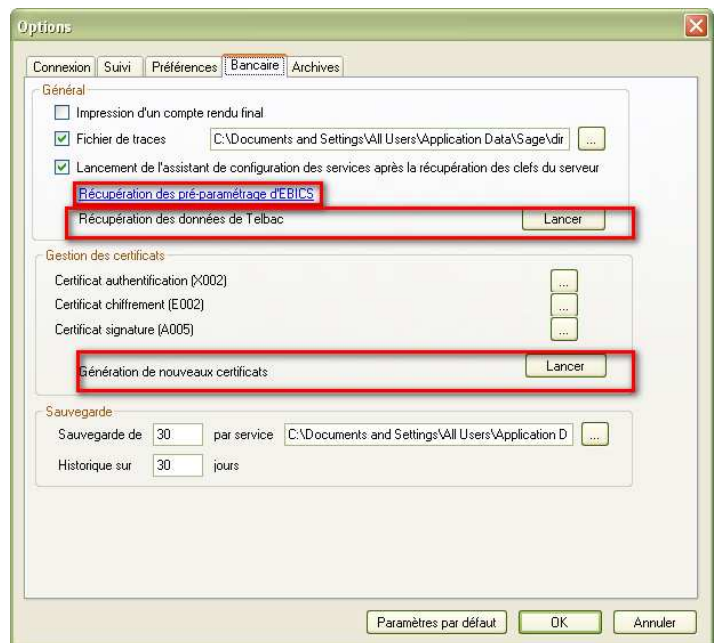 Options
Connexion Suivi Préférences Bancaire Archives
Général
Impression d'un compte rendu final
Fichier de traces C:\Documents and Settings\All Users\Application Data\Sage\dir ...
Lancement de l'assistant de configuration des services après la récupération des clefs du serveur
Récupération des pré-paramétrage d'EBICS
Récupération des données de Telbac Lancer
Gestion des certificats
Certificat authentification (X002) ...
Certificat chiffrement (E002) ...
Certificat signature (A005) ...
Génération de nouveaux certificats Lancer
Sauvegarde
Sauvegarde de 30 par service C:\Documents and Settings\All Users\Application D ...
Historique sur 30 jours
Paramètres par défaut OK Annuler